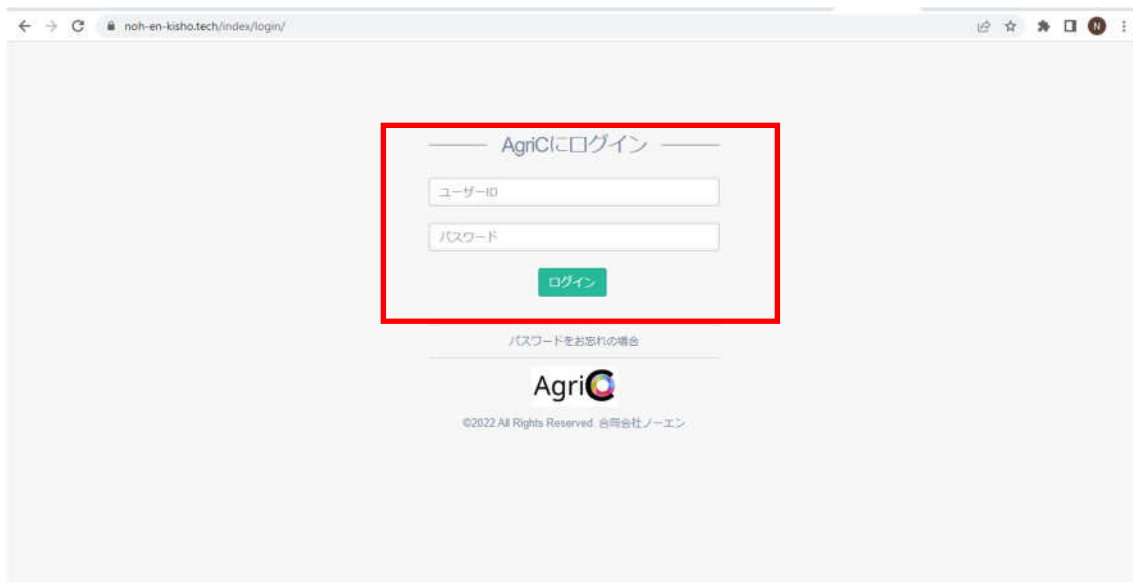 noh-en-kisho.tech/index/login/
N
AgriCにログイン
ユーザーID
パスワード
ログイン
パスワードをお忘れの場合
AgriC
©2022 All Rights Reserved. 合同会社ノーエン